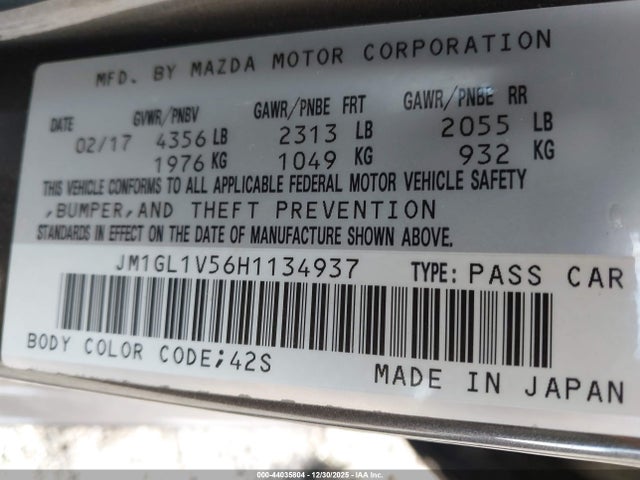 MFD. BY MAZDA MOTOR CORPORATION
DATE GVWR/PNBV GAWR/PNBE FRT GAWR/PNBE RR
02/17 4356 LB 2313 LB 2055 LB
1976 KG 1049 KG 932 KG
THIS VEHICLE CONFORMS TO ALL APPLICABLE FEDERAL MOTOR VEHICLE SAFETY
,BUMPER,AND THEFT PREVENTION
STANDARDS IN EFFECT ON THE DATE OF MANUFACTURE SHOWN ABOVE.
JM1GL1V56H1134937 TYPE: PASS CAR
BODY COLOR CODE;42S
MADE IN JAPAN
000-44035804 - 12/30/2025 - IAA Inc.